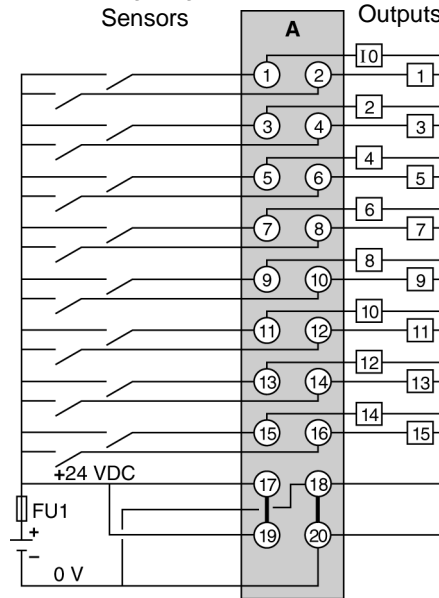 Sensors
A
Outputs
I0
1 2 1
2
3 4 3
4
5 6 5
6
7 8 7
8
9 10 9
10
11 12 11
12
13 14 13
14
15 16 15
+24 VDC
17 18
FU1
+
19 20
–
0 V